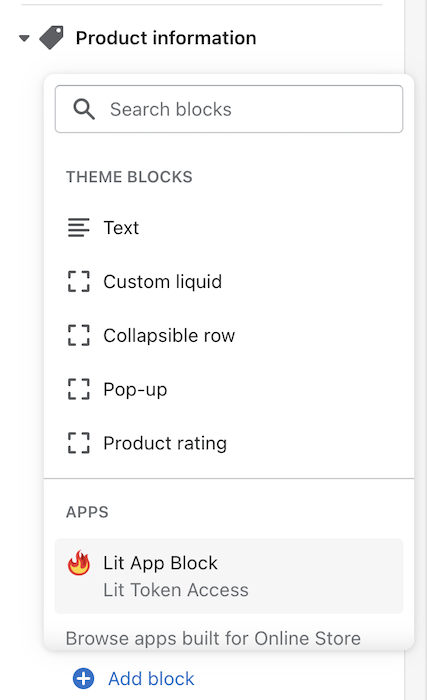 Product information
Search blocks
THEME BLOCKS
Text
Custom liquid
Collapsible row
Pop-up
Product rating
APPS
Lit App Block
Lit Token Access
Browse apps built for Online Store
Add block